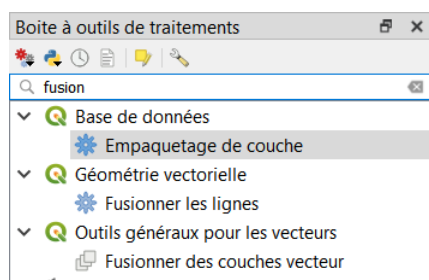 Boite à outils de traitements
fusion
Base de données
Empaquetage de couche
Géométrie vectorielle
Fusionner les lignes
Outils généraux pour les vecteurs
Fusionner des couches vecteur